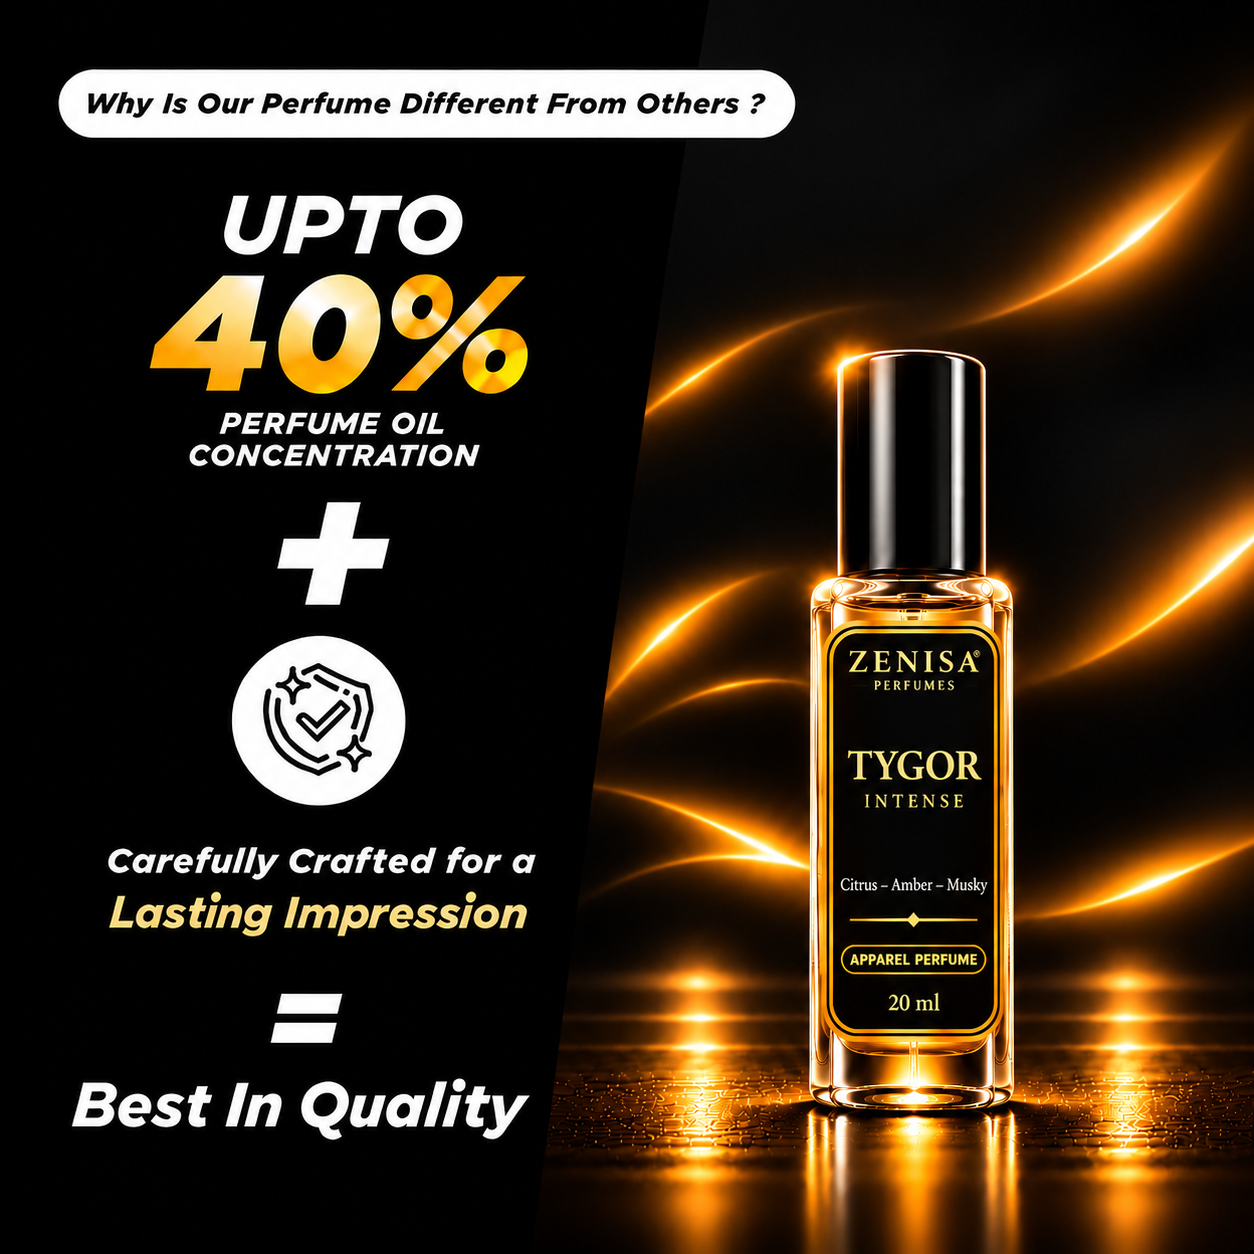 Why Is Our Perfume Different From Others ?
UPTO
40%
PERFUME OIL
CONCENTRATION
+
Carefully Crafted for a
Lasting Impression
=
Best In Quality
ZENISA®
PERFUMES
TYGOR
INTENSE
Citrus – Amber – Musky
APPAREL PERFUME
20 ml